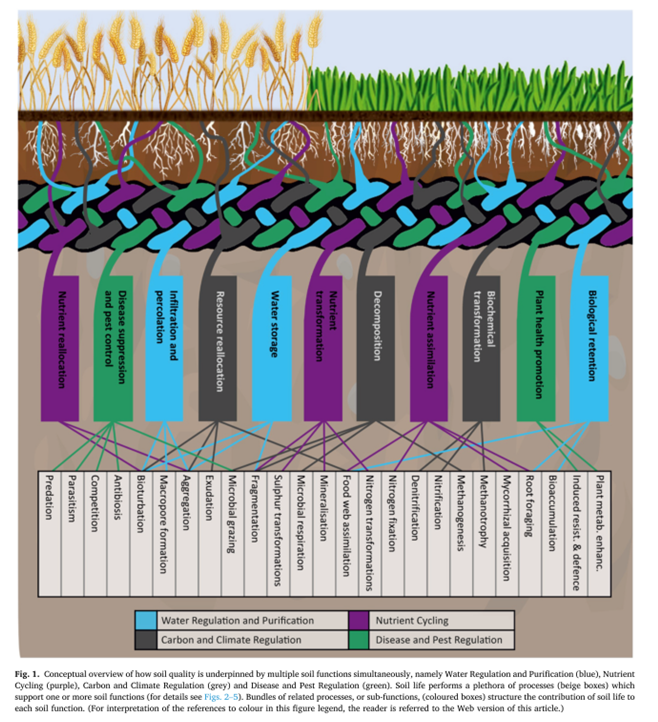 Nutrient reallocation
Disease suppression
and pest control
Infiltration and
percolation
Resource reallocation
Water storage
Nutrient
transformation
Decomposition
Nutrient assimilation
Biochemical
transformation
Plant health promotion
Biological retention
Predation
Parasitism
Competition
Antibiosis
Bioturbation
Macropore formation
Aggregation
Exudation
Microbial grazing
Fragmentation
Sulphur transformations
Microbial respiration
Mineralisation
Food web assimilation
Nitrogen transformations
Nitrogen fixation
Denitrification
Nitrification
Methanogenesis
Methanotrophy
Mycorrhizal acquisition
Root foraging
Bioaccumulation
Induced resist. & defence
Plant metab. enhanc.
Water Regulation and Purification
Nutrient Cycling
Carbon and Climate Regulation
Disease and Pest Regulation
Fig. 1. Conceptual overview of how soil quality is underpinned by multiple soil functions simultaneously, namely Water Regulation and Purification (blue), Nutrient
Cycling (purple), Carbon and Climate Regulation (grey) and Disease and Pest Regulation (green). Soil life performs a plethora of processes (beige boxes) which
support one or more soil functions (for details see Figs. 2–5). Bundles of related processes, or sub-functions, (coloured boxes) structure the contribution of soil life to
each soil function. (For interpretation of the references to colour in this figure legend, the reader is referred to the Web version of this article.)